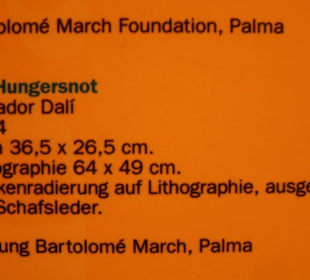 olomé March Foundation, Palma
Hungersnot
ador Dalí
4
36,5 x 26,5 cm.
ographie 64 x 49 cm.
kenradierung auf Lithographie, ausge
Schafsleder.
ung Bartolomé March, Palma